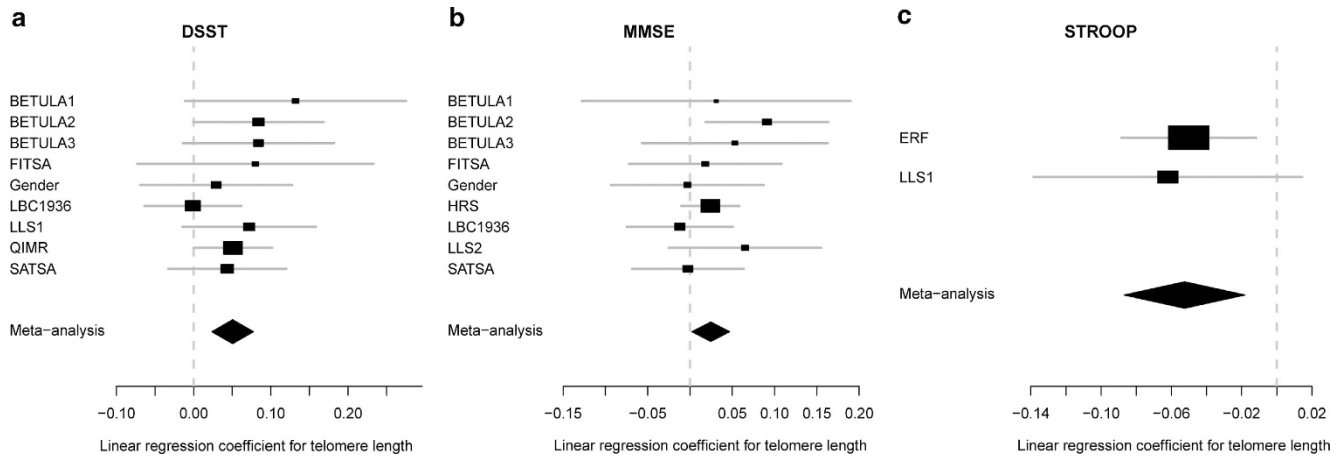 a
DSST
BETULA1
BETULA2
BETULA3
FITSA
Gender
LBC1936
LLS1
QIMR
SATSA
Meta−analysis
−0.10 0.00 0.10 0.20
Linear regression coefficient for telomere length
b
MMSE
BETULA1
BETULA2
BETULA3
FITSA
Gender
HRS
LBC1936
LLS2
SATSA
Meta−analysis
−0.15 −0.05 0.05 0.10 0.15 0.20
Linear regression coefficient for telomere length
c
STROOP
ERF
LLS1
Meta−analysis
−0.14 −0.10 −0.06 −0.02 0.02
Linear regression coefficient for telomere length